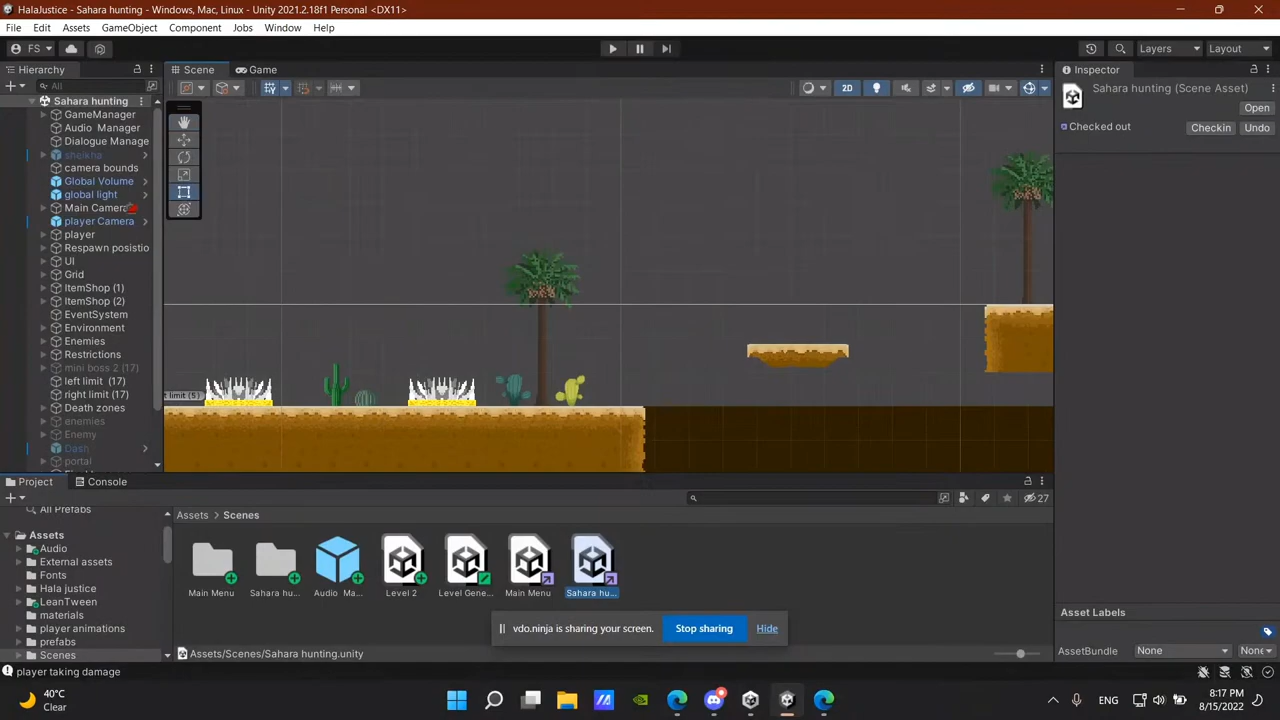 HalaJustice - Sahara hunting - Windows, Mac, Linux - Unity 2021.2.18f1 Personal <DX11>
File Edit Assets GameObject Component Jobs Window Help
FS Layers Layout
Hierarchy Scene Game Inspector
All
Sahara hunting
GameManager
Audio Manager
Dialogue Manage
sheikha
camera bounds
Global Volume
global light
Main Camera
player Camera
player
Respawn positio
UI
Grid
ItemShop (1)
ItemShop (2)
EventSystem
Environment
Enemies
Restrictions
mini boss 2 (17)
left limit (17)
right limit (17)
Death zones
enemies
Enemy
Dash
portal
2D
t limit (5)
Sahara hunting (Scene Asset)
Open
Checked out Checkin Undo
Project Console
27
All Prefabs
Assets
Audio
External assets
Fonts
Hala justice
LeanTween
materials
player animations
prefabs
Scenes
Assets > Scenes
Main Menu Sahara hu... Audio Ma... Level 2 Level Gene... Main Menu Sahara hu...
vdo.ninja is sharing your screen. Stop sharing Hide
Assets/Scenes/Sahara hunting.unity
Asset Labels
AssetBundle None None
player taking damage
40°C
Clear
ENG
8:17 PM
8/15/2022